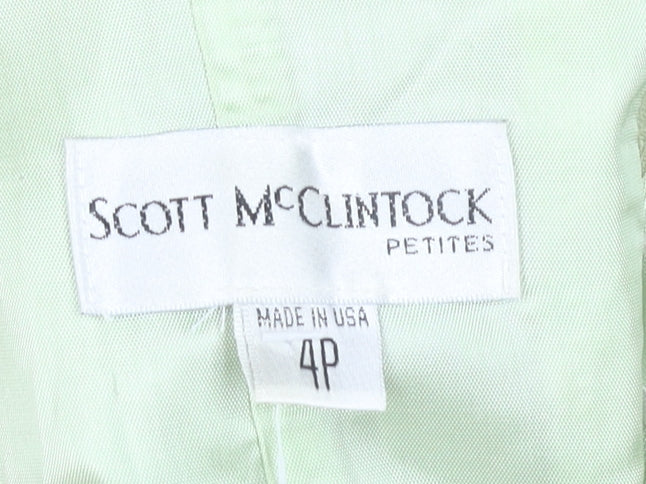 SCOTT McCLINTOCK
PETITES
MADE IN USA
4P